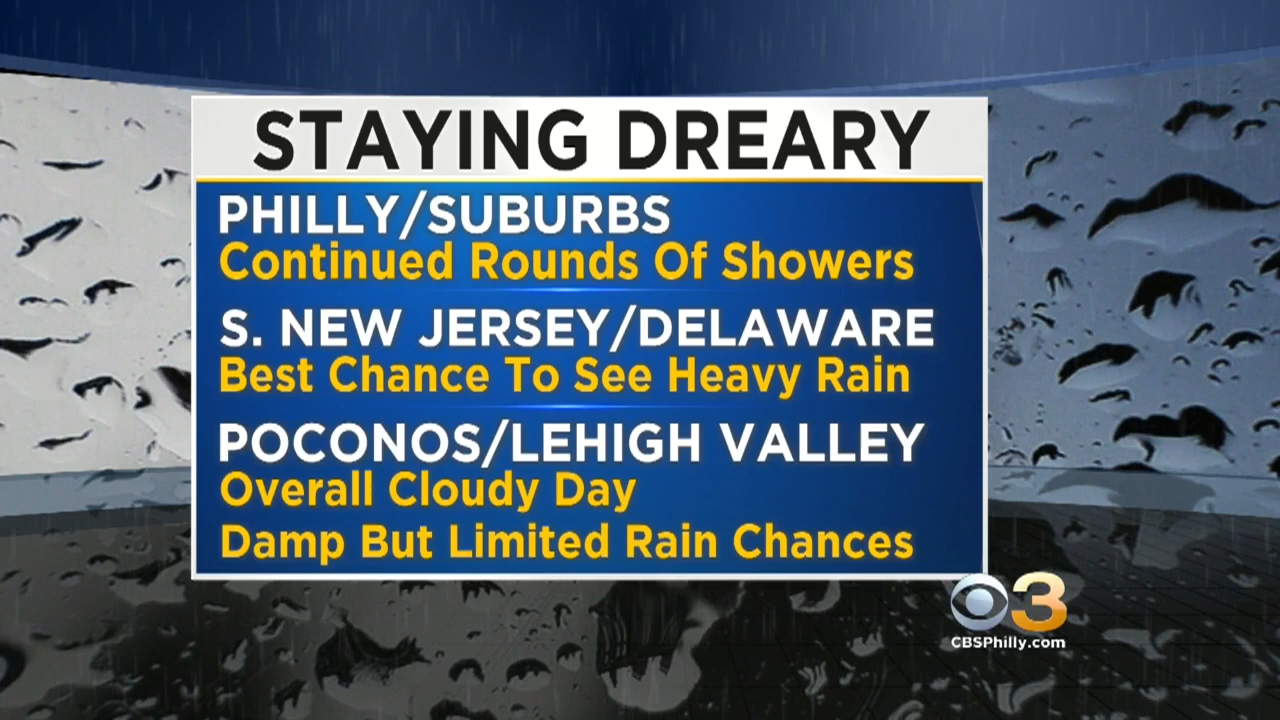 STAYING DREARY
PHILLY/SUBURBS
Continued Rounds Of Showers
S. NEW JERSEY/DELAWARE
Best Chance To See Heavy Rain
POCONOS/LEHIGH VALLEY
Overall Cloudy Day
Damp But Limited Rain Chances
3
CBSPhilly.com